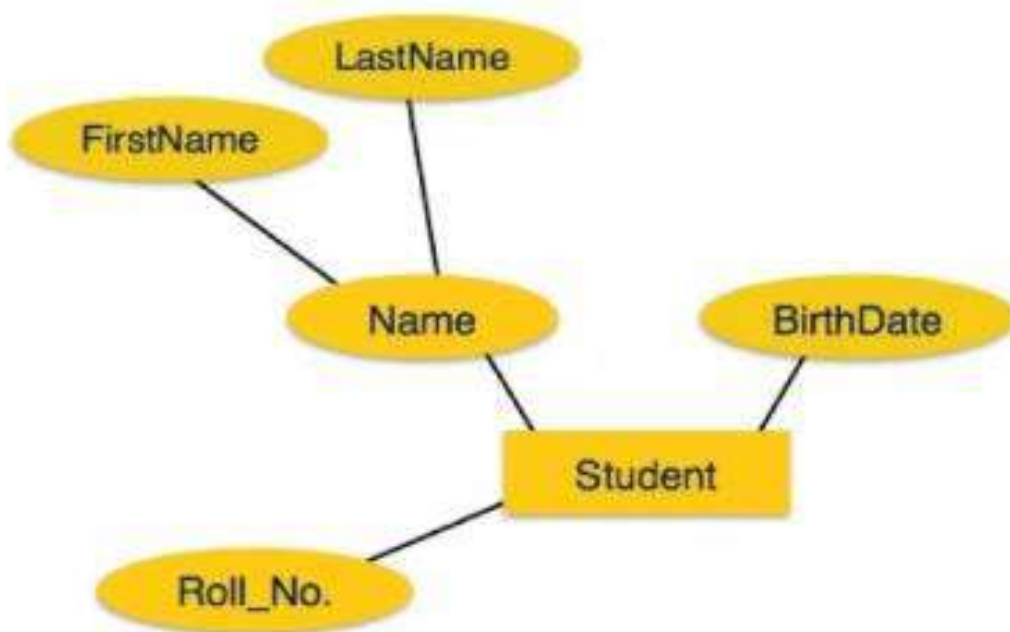 LastName
FirstName
Name
BirthDate
Student
Roll_No.